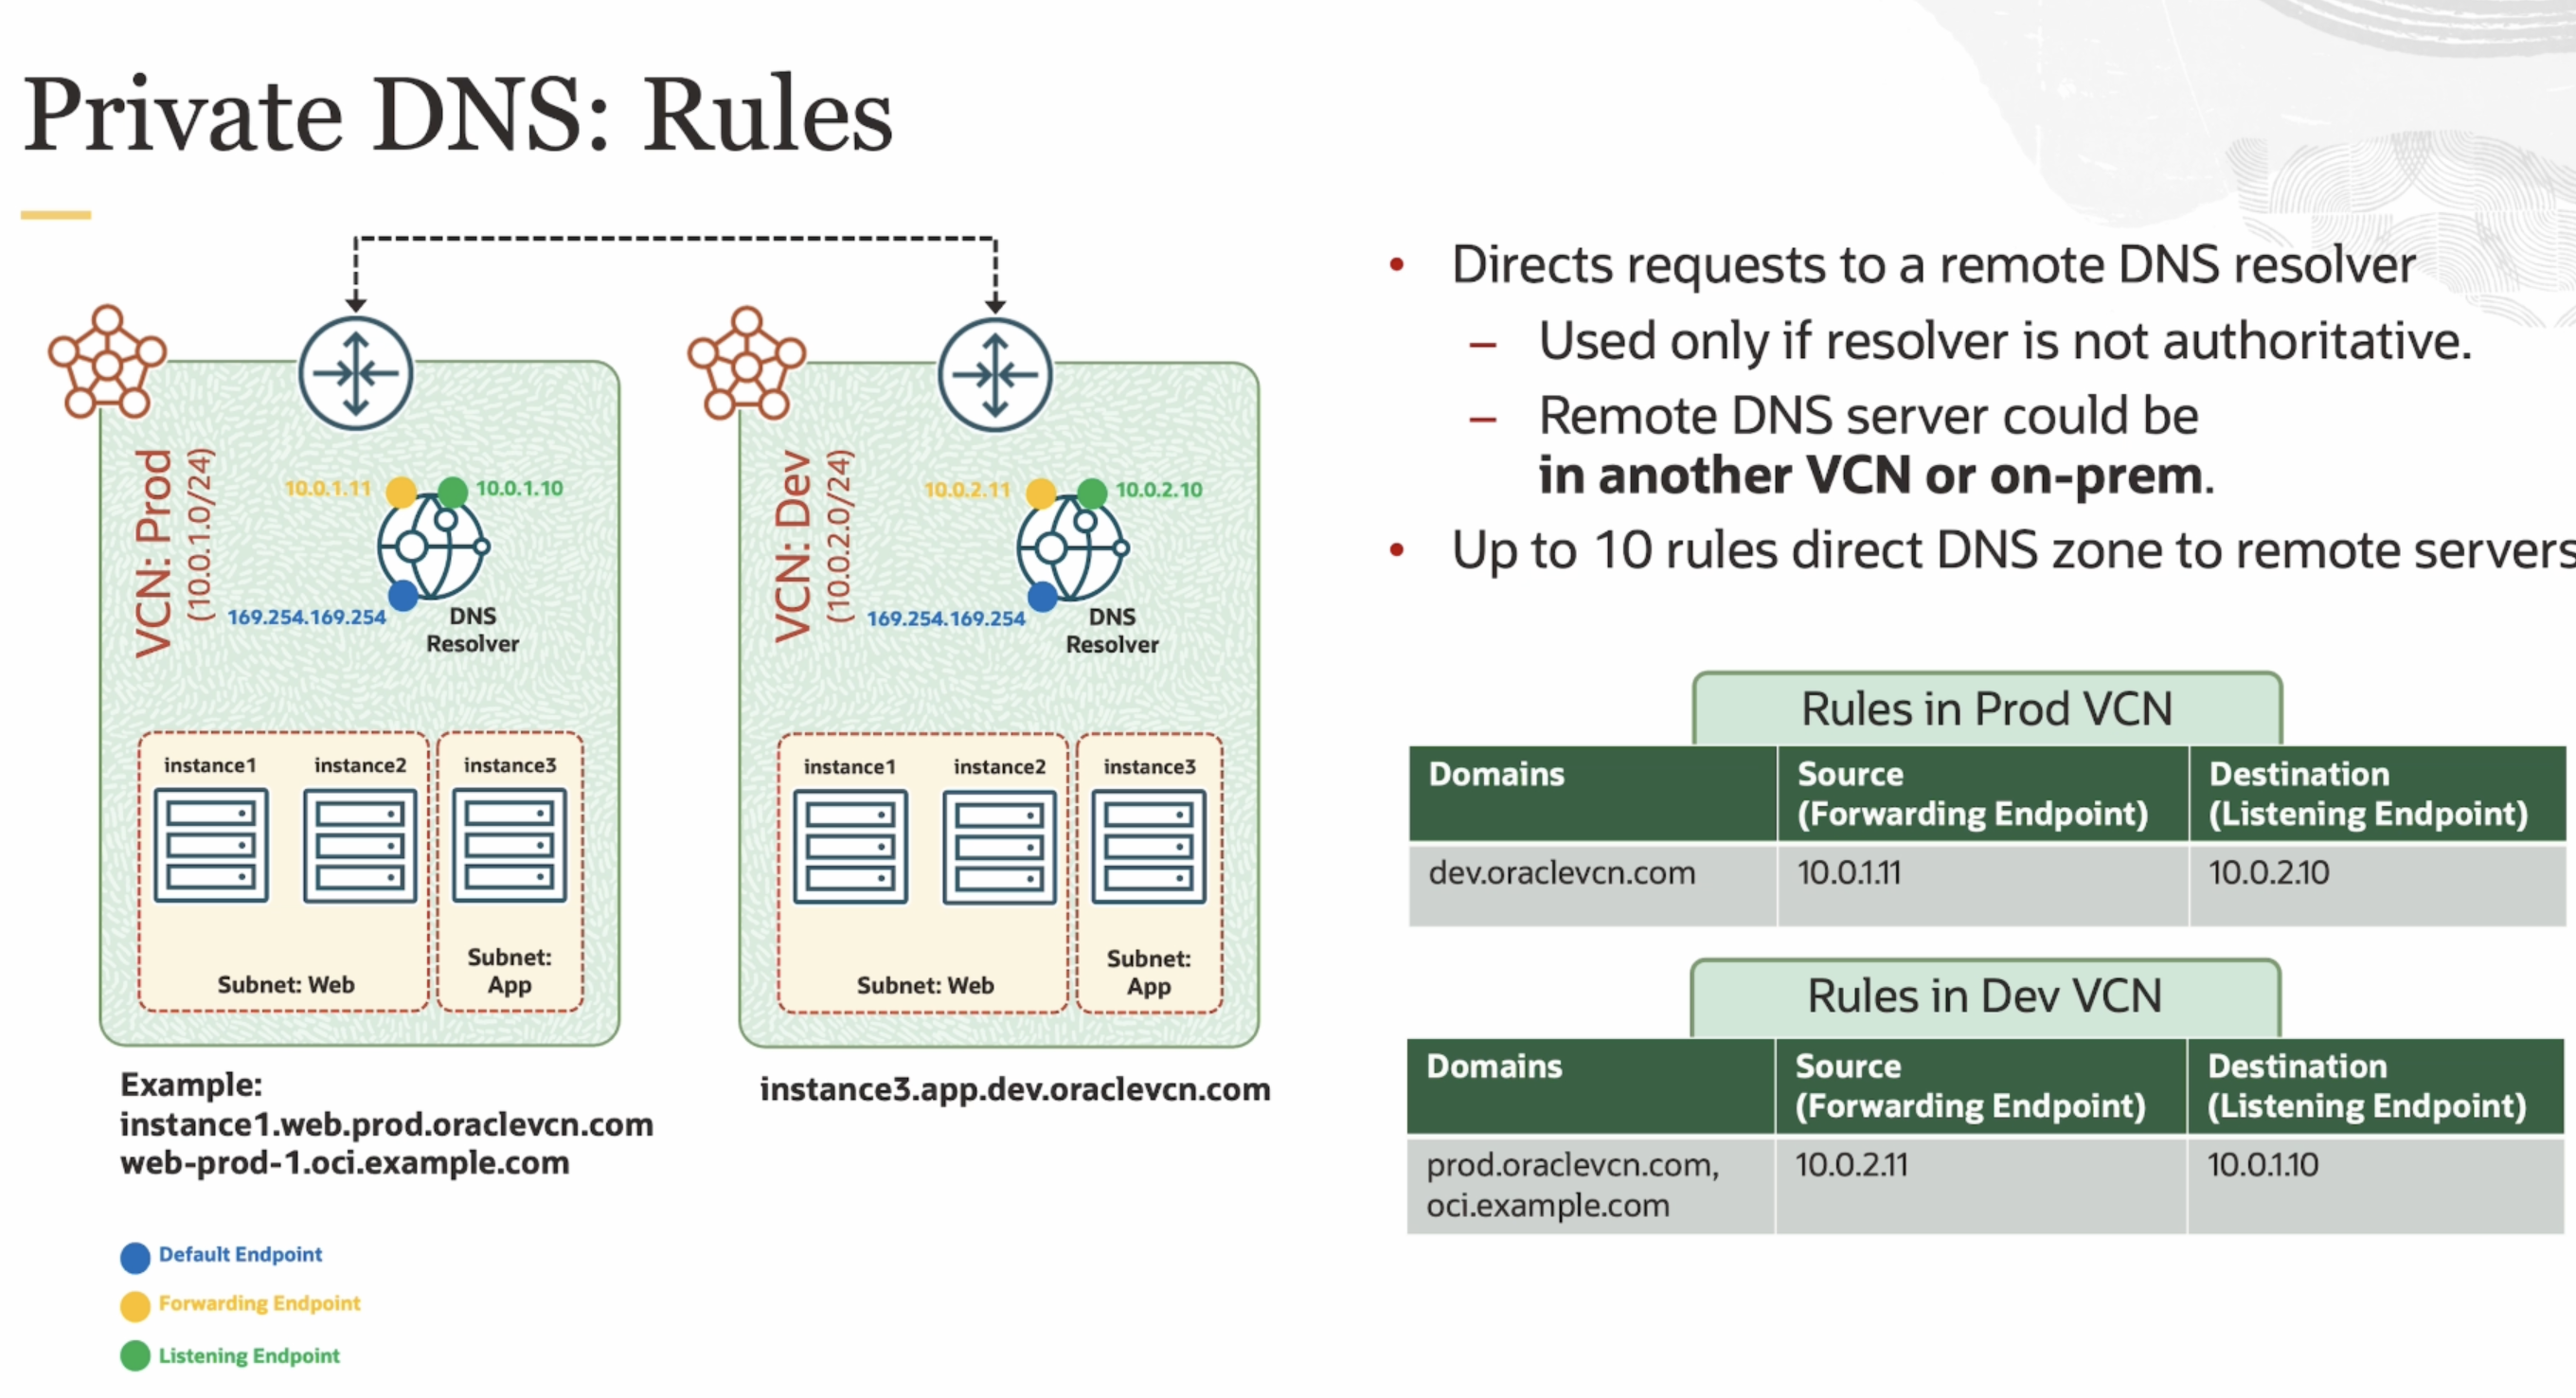 Private DNS: Rules
VCN: Prod
(10.0.1.0/24)
10.0.1.11
10.0.1.10
169.254.169.254
DNS
Resolver
instance1
instance2
instance3
Subnet: Web
Subnet:
App
Example:
instance1.web.prod.oraclevcn.com
web-prod-1.oci.example.com
VCN: Dev
(10.0.2.0/24)
10.0.2.11
10.0.2.10
169.254.169.254
DNS
Resolver
instance1
instance2
instance3
Subnet: Web
Subnet:
App
instance3.app.dev.oraclevcn.com
Default Endpoint
Forwarding Endpoint
Listening Endpoint
• Directs requests to a remote DNS resolver
– Used only if resolver is not authoritative.
– Remote DNS server could be
in another VCN or on-prem.
• Up to 10 rules direct DNS zone to remote servers
Rules in Prod VCN
Domains
Source
(Forwarding Endpoint)
Destination
(Listening Endpoint)
dev.oraclevcn.com
10.0.1.11
10.0.2.10
Rules in Dev VCN
Domains
Source
(Forwarding Endpoint)
Destination
(Listening Endpoint)
prod.oraclevcn.com,
oci.example.com
10.0.2.11
10.0.1.10